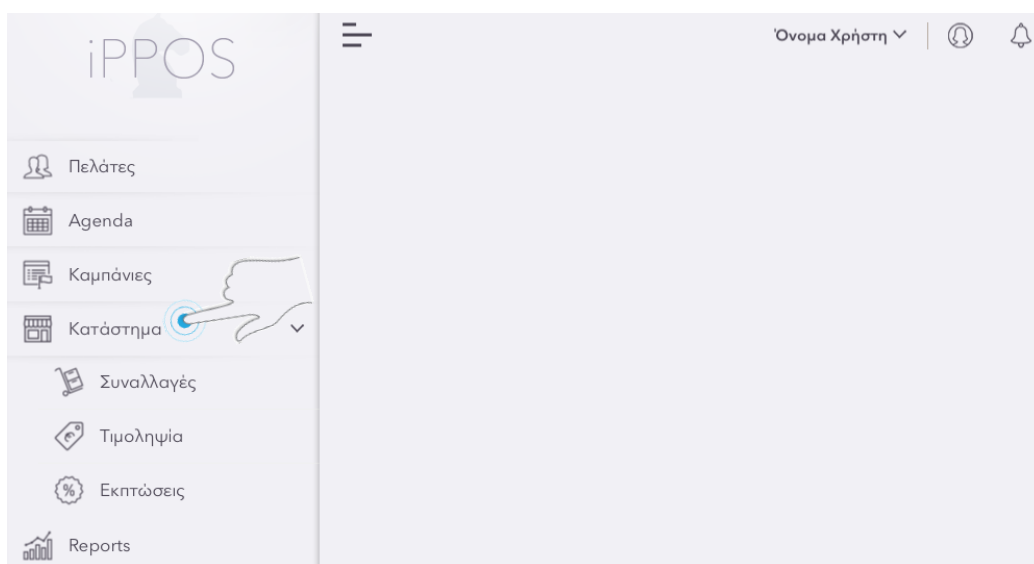 iPPOS
Όνομα Χρήστη
Πελάτες
Agenda
Καμπάνιες
Κατάστημα
Συναλλαγές
Τιμοληψία
Εκπτώσεις
Reports